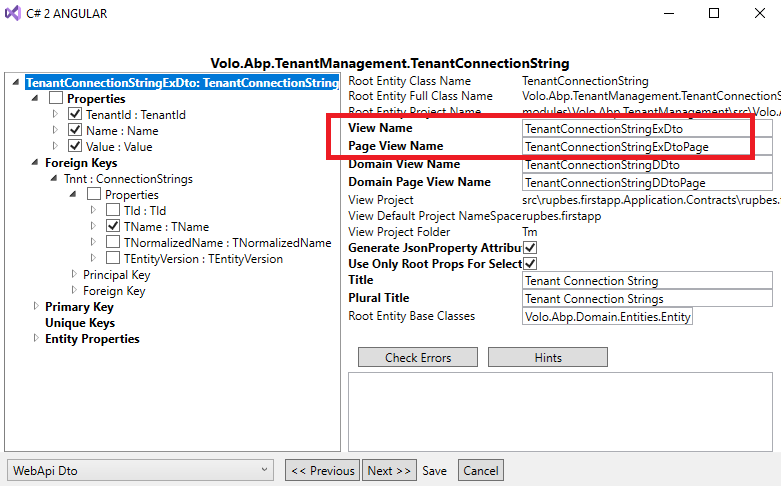 C# 2 ANGULAR
Volo.Abp.TenantManagement.TenantConnectionString
TenantConnectionStringExDto: TenantConnectionString
Properties
TenantId : TenantId
Name : Name
Value : Value
Foreign Keys
Tnnt : ConnectionStrings
Properties
TId : TId
TName : TName
TNormalizedName : TNormalizedName
TEntityVersion : TEntityVersion
Principal Key
Foreign Key
Primary Key
Unique Keys
Entity Properties
Root Entity Class Name TenantConnectionString
Root Entity Full Class Name Volo.Abp.TenantManagement.TenantConnectionS
Root Entity Project Name modules\Volo.Abp.TenantManagement\src\Volo.A
View Name TenantConnectionStringExDto
Page View Name TenantConnectionStringExDtoPage
Domain View Name TenantConnectionStringDDto
Domain Page View Name TenantConnectionStringDDtoPage
View Project src\rupbes.firstapp.Application.Contracts\rupbes.
View Default Project NameSpace rupbes.firstapp
View Project Folder Tm
Generate JsonProperty Attribu
Use Only Root Props For Select
Title Tenant Connection String
Plural Title Tenant Connection Strings
Root Entity Base Classes Volo.Abp.Domain.Entities.Entity
Check Errors Hints
WebApi Dto << Previous Next >> Save Cancel